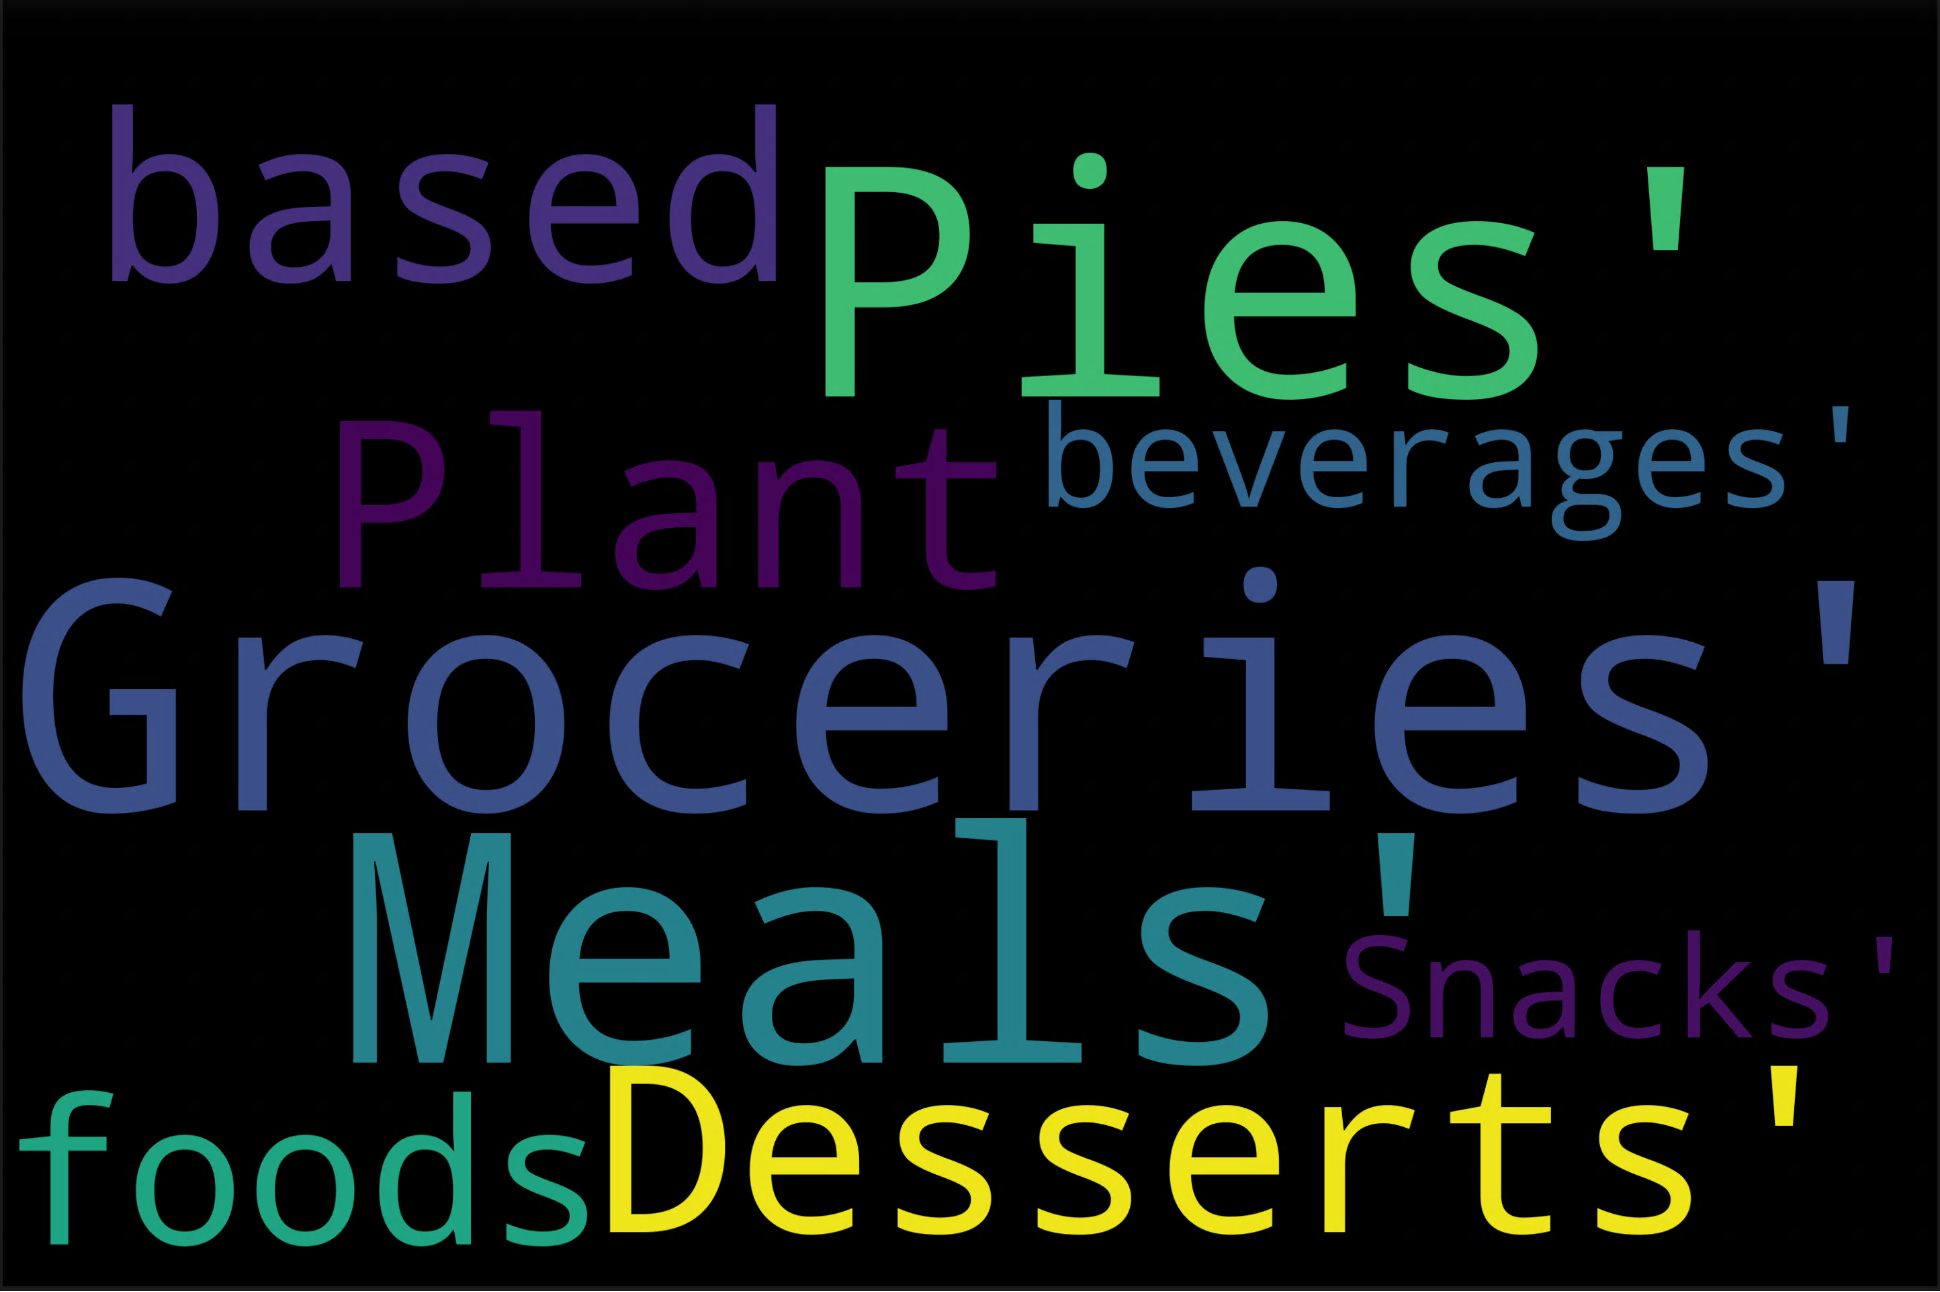 based Pies'
Plant beverages'
Groceries'
Meals' Snacks'
foods Desserts'